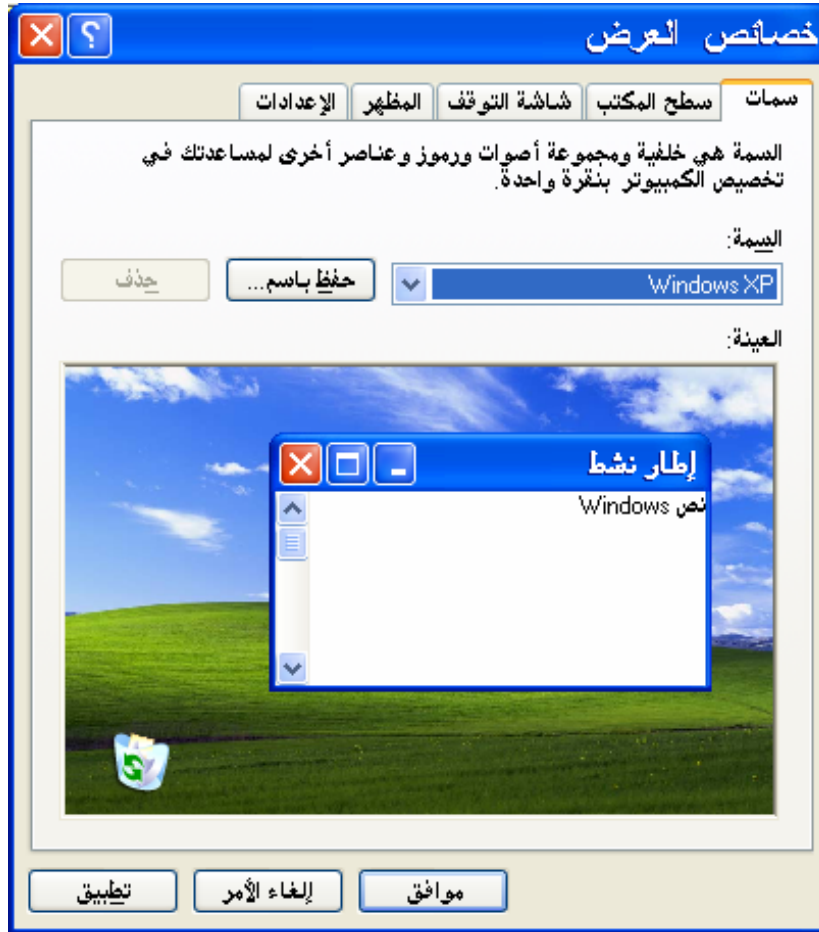 خصائص العرض
سمات
سطح المكتب
شاشة التوقف
المظهر
الإعدادات
السمة هي خلفية ومجموعة أصوات ورموز وعناصر أخرى لمساعدتك في
تخصيص الكمبيوتر بنقرة واحدة.
السمة:
Windows XP
حفظ باسم...
حذف
العينة:
إطار نشط
نص Windows
موافق
إلغاء الأمر
تطبيق